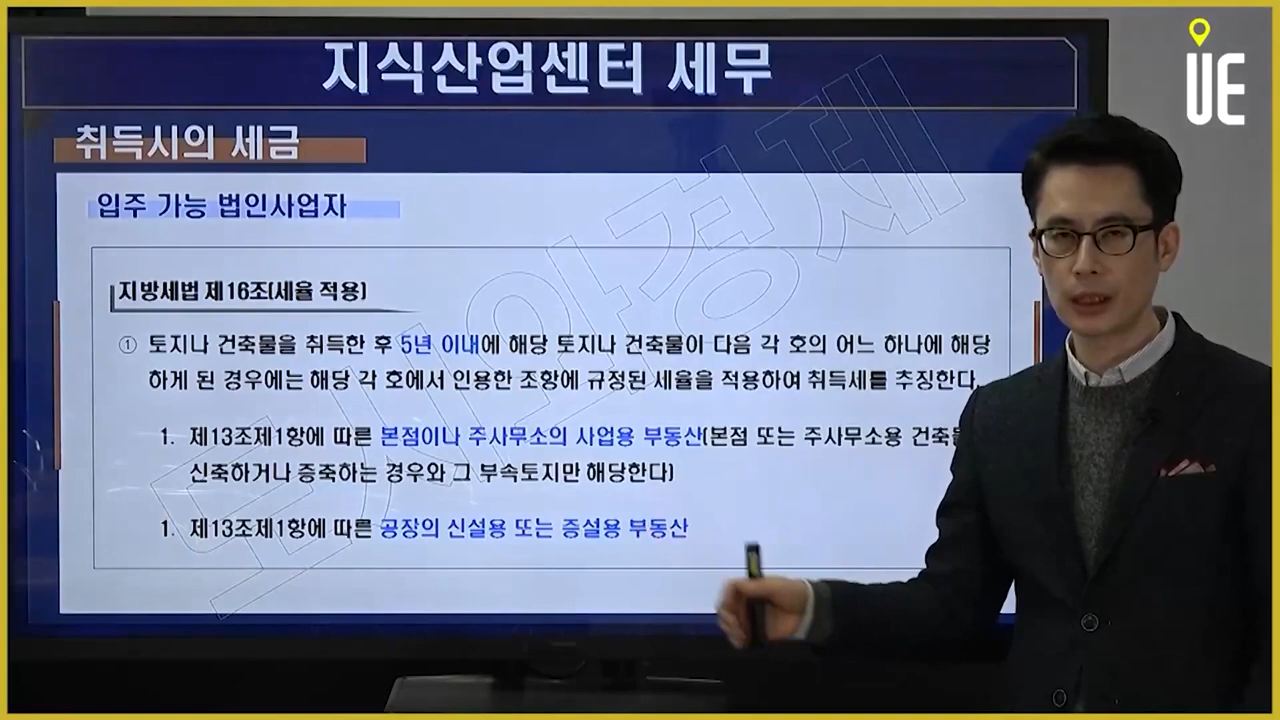 지식산업센터 세무
UE
취득시의 세금
입주 가능 법인사업자
지방세법 제16조(세율 적용)
① 토지나 건축물을 취득한 후 5년 이내에 해당 토지나 건축물이 다음 각 호의 어느 하나에 해당
하게 된 경우에는 해당 각 호에서 인용한 조항에 규정된 세율을 적용하여 취득세를 추징한다.
1. 제13조제1항에 따른 본점이나 주사무소의 사업용 부동산(본점 또는 주사무소용 건축
신축하거나 증축하는 경우와 그 부속토지만 해당한다)
1. 제13조제1항에 따른 공장의 신설용 또는 증설용 부동산
도시와경제